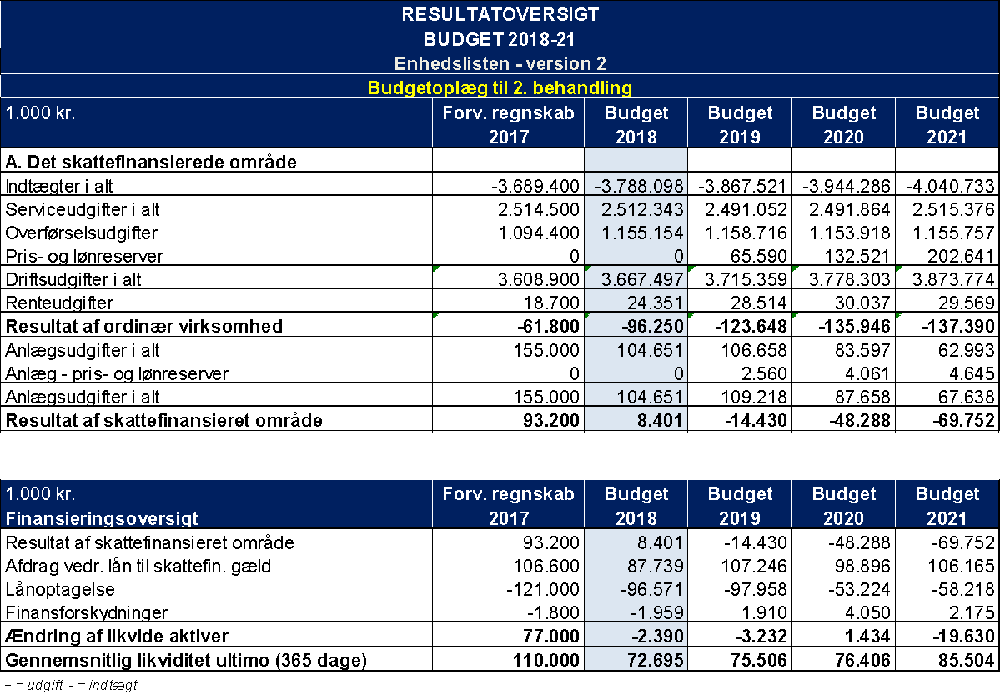 RESULTATOVERSIGT
BUDGET 2018-21
Enhedslisten - version 2
Budgetoplæg til 2. behandling
1.000 kr. Forv. regnskab 2017 Budget 2018 Budget 2019 Budget 2020 Budget 2021
A. Det skattefinansierede område
Indtægter i alt -3.689.400 -3.788.098 -3.867.521 -3.944.286 -4.040.733
Serviceudgifter i alt 2.514.500 2.512.343 2.491.052 2.491.864 2.515.376
Overførselsudgifter 1.094.400 1.155.154 1.158.716 1.153.918 1.155.757
Pris- og lønreserver 0 0 65.590 132.521 202.641
Driftsudgifter i alt 3.608.900 3.667.497 3.715.359 3.778.303 3.873.774
Renteudgifter 18.700 24.351 28.514 30.037 29.569
Resultat af ordinær virksomhed -61.800 -96.250 -123.648 -135.946 -137.390
Anlægsudgifter i alt 155.000 104.651 106.658 83.597 62.993
Anlæg - pris- og lønreserver 0 0 2.560 4.061 4.645
Anlægsudgifter i alt 155.000 104.651 109.218 87.658 67.638
Resultat af skattefinansieret område 93.200 8.401 -14.430 -48.288 -69.752
1.000 kr. Forv. regnskab Budget Budget Budget Budget
Finansieringsoversigt 2017 2018 2019 2020 2021
Resultat af skattefinansieret område 93.200 8.401 -14.430 -48.288 -69.752
Afdrag vedr. lån til skattefin. gæld 106.600 87.739 107.246 98.896 106.165
Lånoptagelse -121.000 -96.571 -97.958 -53.224 -58.218
Finansforskydninger -1.800 -1.959 1.910 4.050 2.175
Ændring af likvide aktiver 77.000 -2.390 -3.232 1.434 -19.630
Gennemsnitlig likviditet ultimo (365 dage) 110.000 72.695 75.506 76.406 85.504
+ = udgift, - = indtægt